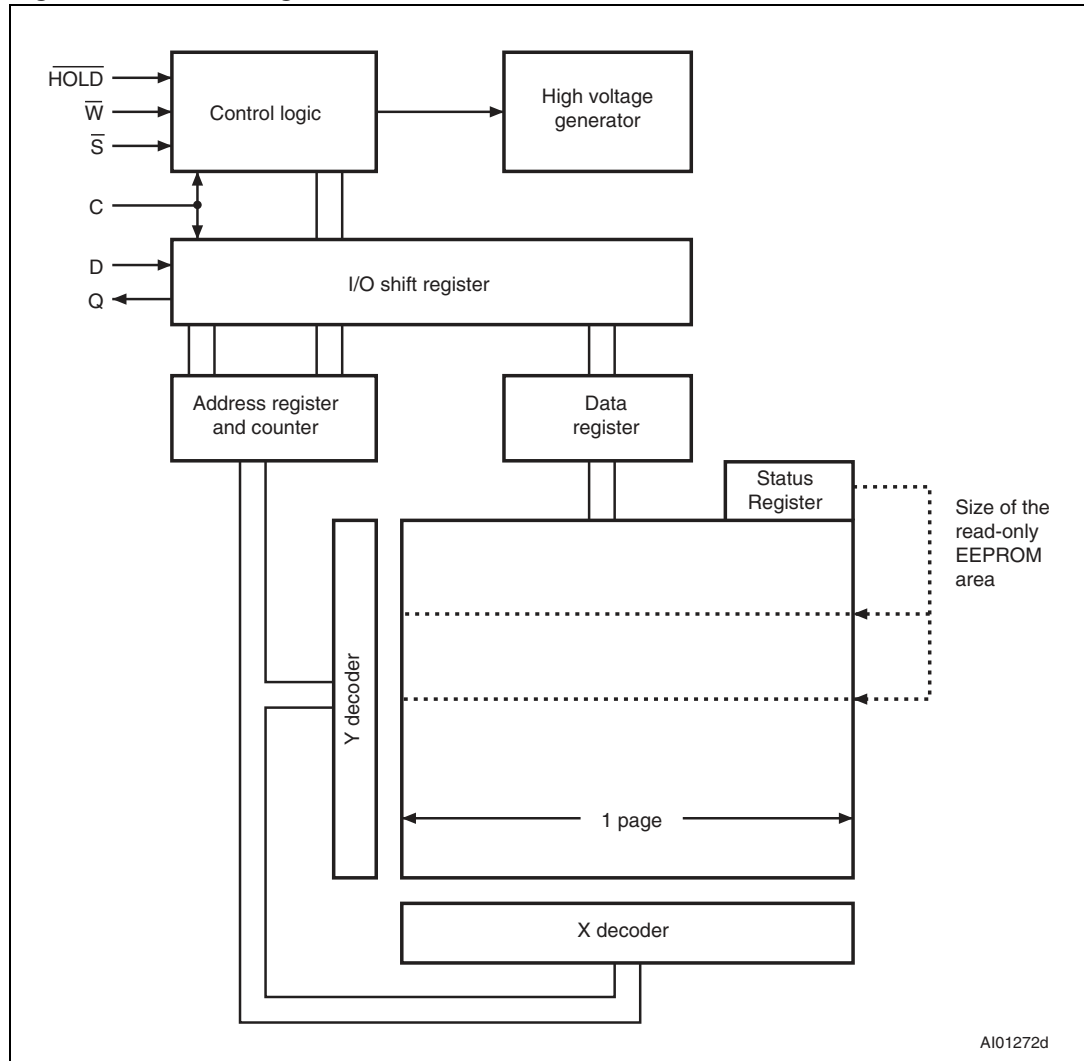 HOLD
W
S
C
D
Q
Control logic
High voltage
generator
I/O shift register
Address register
and counter
Data
register
Status
Register
Size of the
read-only
EEPROM
area
Y decoder
1 page
X decoder
AI01272d